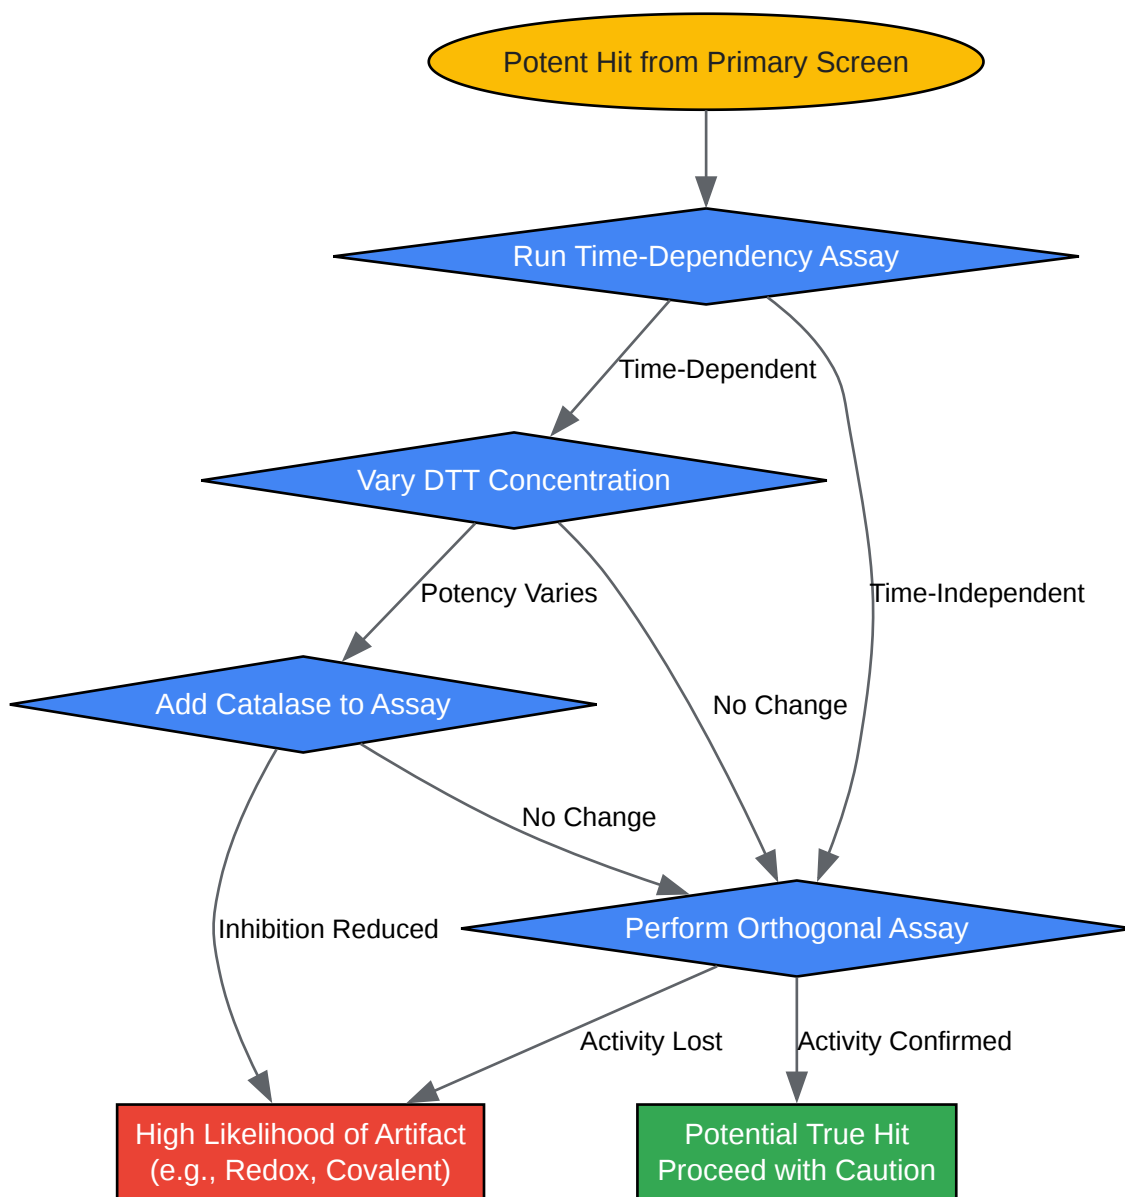 Potent Hit from Primary Screen
Run Time-Dependency Assay
Time-Dependent
Vary DTT Concentration
Potency Varies
Time-Independent
Add Catalase to Assay
No Change
No Change
Inhibition Reduced
Perform Orthogonal Assay
Activity Lost
Activity Confirmed
High Likelihood of Artifact
(e.g., Redox, Covalent)
Potential True Hit
Proceed with Caution